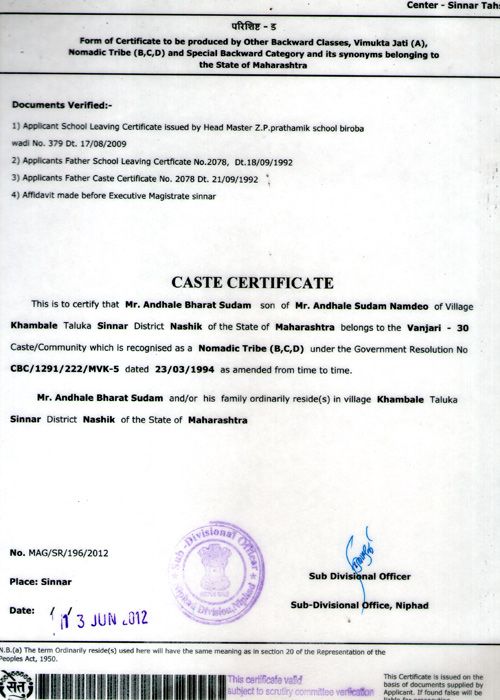 Center - Sinnar Tahs
परिशिष्ट - ड
Form of Certificate to be produced by Other Backward Classes, Vimukta Jati (A),
Nomadic Tribe (B,C,D) and Special Backward Category and its synonyms belonging to
the State of Maharashtra
Documents Verified:-
1) Applicant School Leaving Certificate issued by Head Master Z.P.prathamik school biroba
wadi No. 379 Dt. 17/08/2009
2) Applicants Father School Leaving Certficate No.2078, Dt.18/09/1992
3) Applicants Father Caste Certificate No. 2078 Dt. 21/09/1992
4) Affidavit made before Executive Magistrate sinnar
CASTE CERTIFICATE
This is to certify that Mr. Andhale Bharat Sudam son of Mr. Andhale Sudam Namdeo of Village
Khambale Taluka Sinnar District Nashik of the State of Maharashtra belongs to the Vanjari - 30
Caste/Community which is recognised as a Nomadic Tribe (B,C,D) under the Government Resolution No
CBC/1291/222/MVK-5 dated 23/03/1994 as amended from time to time.
Mr. Andhale Bharat Sudam and/or his family ordinarily reside(s) in village Khambale Taluka
Sinnar District Nashik of the State of Maharashtra
Sub-Divisional Officer
Division, Niphad
No. MAG/SR/196/2012
Place: Sinnar
Date: 3 JUN 2012
Sub Divisional Officer
Sub-Divisional Office, Niphad
N.B.(a) The term Ordinarily reside(s) used here will have the same meaning as in section 20 of the Representation of the
Peoples Act, 1950.
सेतु
This certificate valid
subject to scrutiny committee verification
This Certificate is issued on the
basis of documents supplied by
Applicant. If found false will be